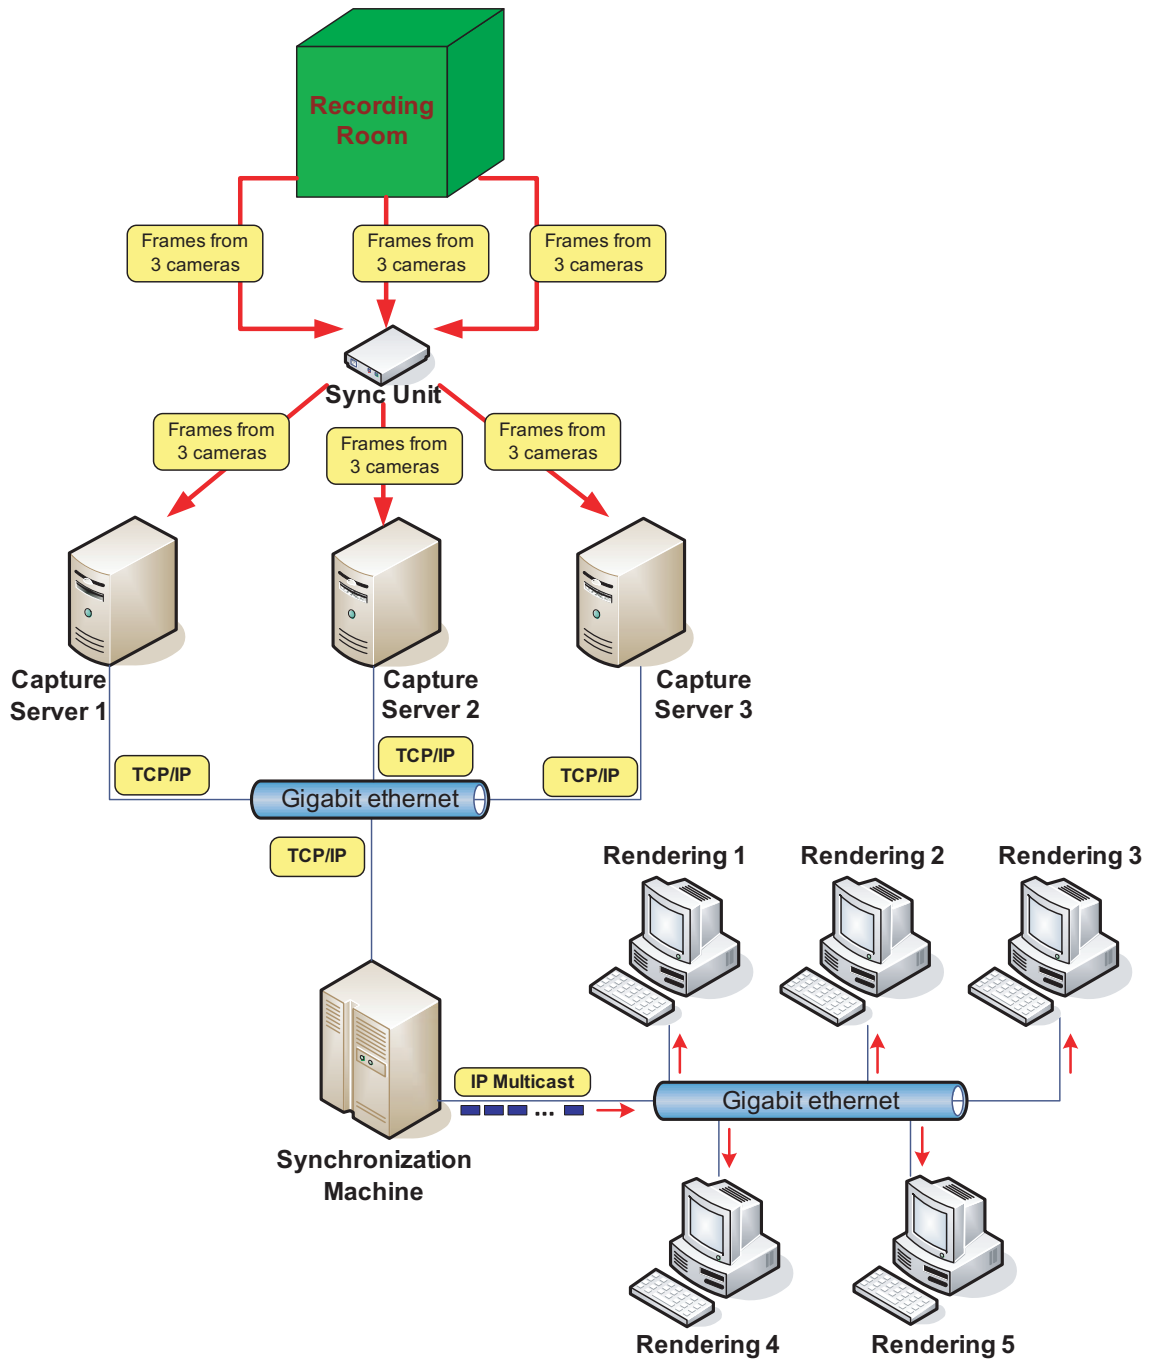 Recording
Room
Frames from
3 cameras
Frames from
3 cameras
Frames from
3 cameras
Sync Unit
Frames from
3 cameras
Frames from
3 cameras
Frames from
3 cameras
Capture
Server 1
Capture
Server 2
Capture
Server 3
TCP/IP
TCP/IP
TCP/IP
Gigabit ethernet
TCP/IP
Rendering 1
Rendering 2
Rendering 3
IP Multicast
...
Gigabit ethernet
Synchronization
Machine
Rendering 4
Rendering 5